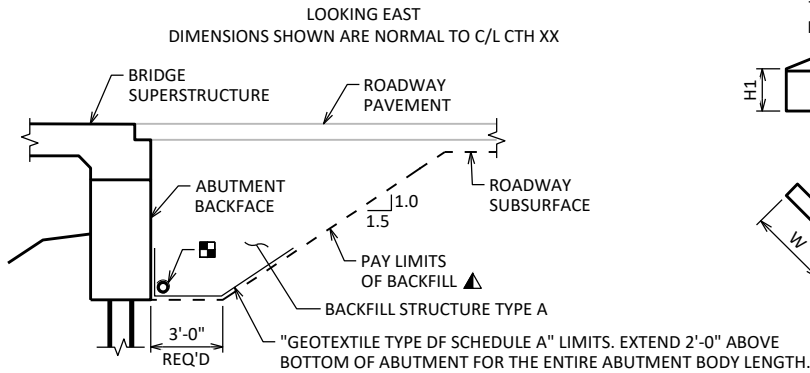 LOOKING EAST
DIMENSIONS SHOWN ARE NORMAL TO C/L CTH XX
BRIDGE
SUPERSTRUCTURE
ROADWAY
PAVEMENT
H1
ABUTMENT
BACKFACE
1.0
1.5
ROADWAY
SUBSURFACE
W
PAY LIMITS
OF BACKFILL
BACKFILL STRUCTURE TYPE A
3'-0"
REQ'D
"GEOTEXTILE TYPE DF SCHEDULE A" LIMITS. EXTEND 2'-0" ABOVE
BOTTOM OF ABUTMENT FOR THE ENTIRE ABUTMENT BODY LENGTH.